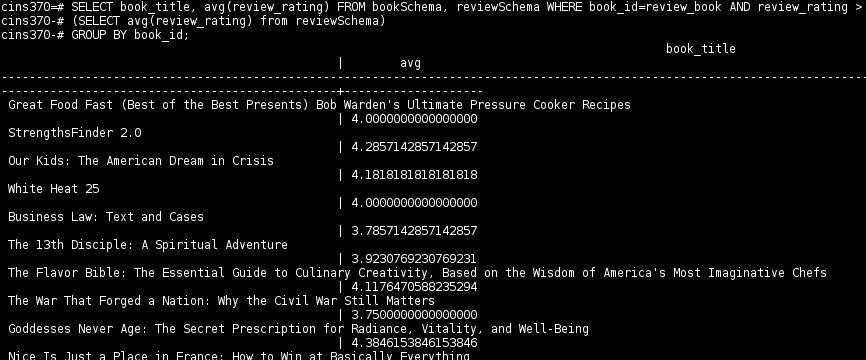 cins370=# SELECT book_title, avg(review_rating) FROM bookSchema, reviewSchema WHERE book_id=review_book AND review_rating >
cins370-# (SELECT avg(review_rating) from reviewSchema)
cins370-# GROUP BY book_id;
book_title
| avg
--------------------------------------------------------------------------------------------------------------------------
------------------------------------------------+--------------------
Great Food Fast (Best of the Best Presents) Bob Warden's Ultimate Pressure Cooker Recipes
| 4.0000000000000000
StrengthsFinder 2.0
| 4.2857142857142857
Our Kids: The American Dream in Crisis
| 4.1818181818181818
White Heat 25
| 4.0000000000000000
Business Law: Text and Cases
| 3.7857142857142857
The 13th Disciple: A Spiritual Adventure
| 3.9230769230769231
The Flavor Bible: The Essential Guide to Culinary Creativity, Based on the Wisdom of America's Most Imaginative Chefs
| 4.1176470588235294
The War That Forged a Nation: Why the Civil War Still Matters
| 3.7500000000000000
Goddesses Never Age: The Secret Prescription for Radiance, Vitality, and Well-Being
| 4.3846153846153846
Nice Is Just a Place in France: How to Win at Basically Everything